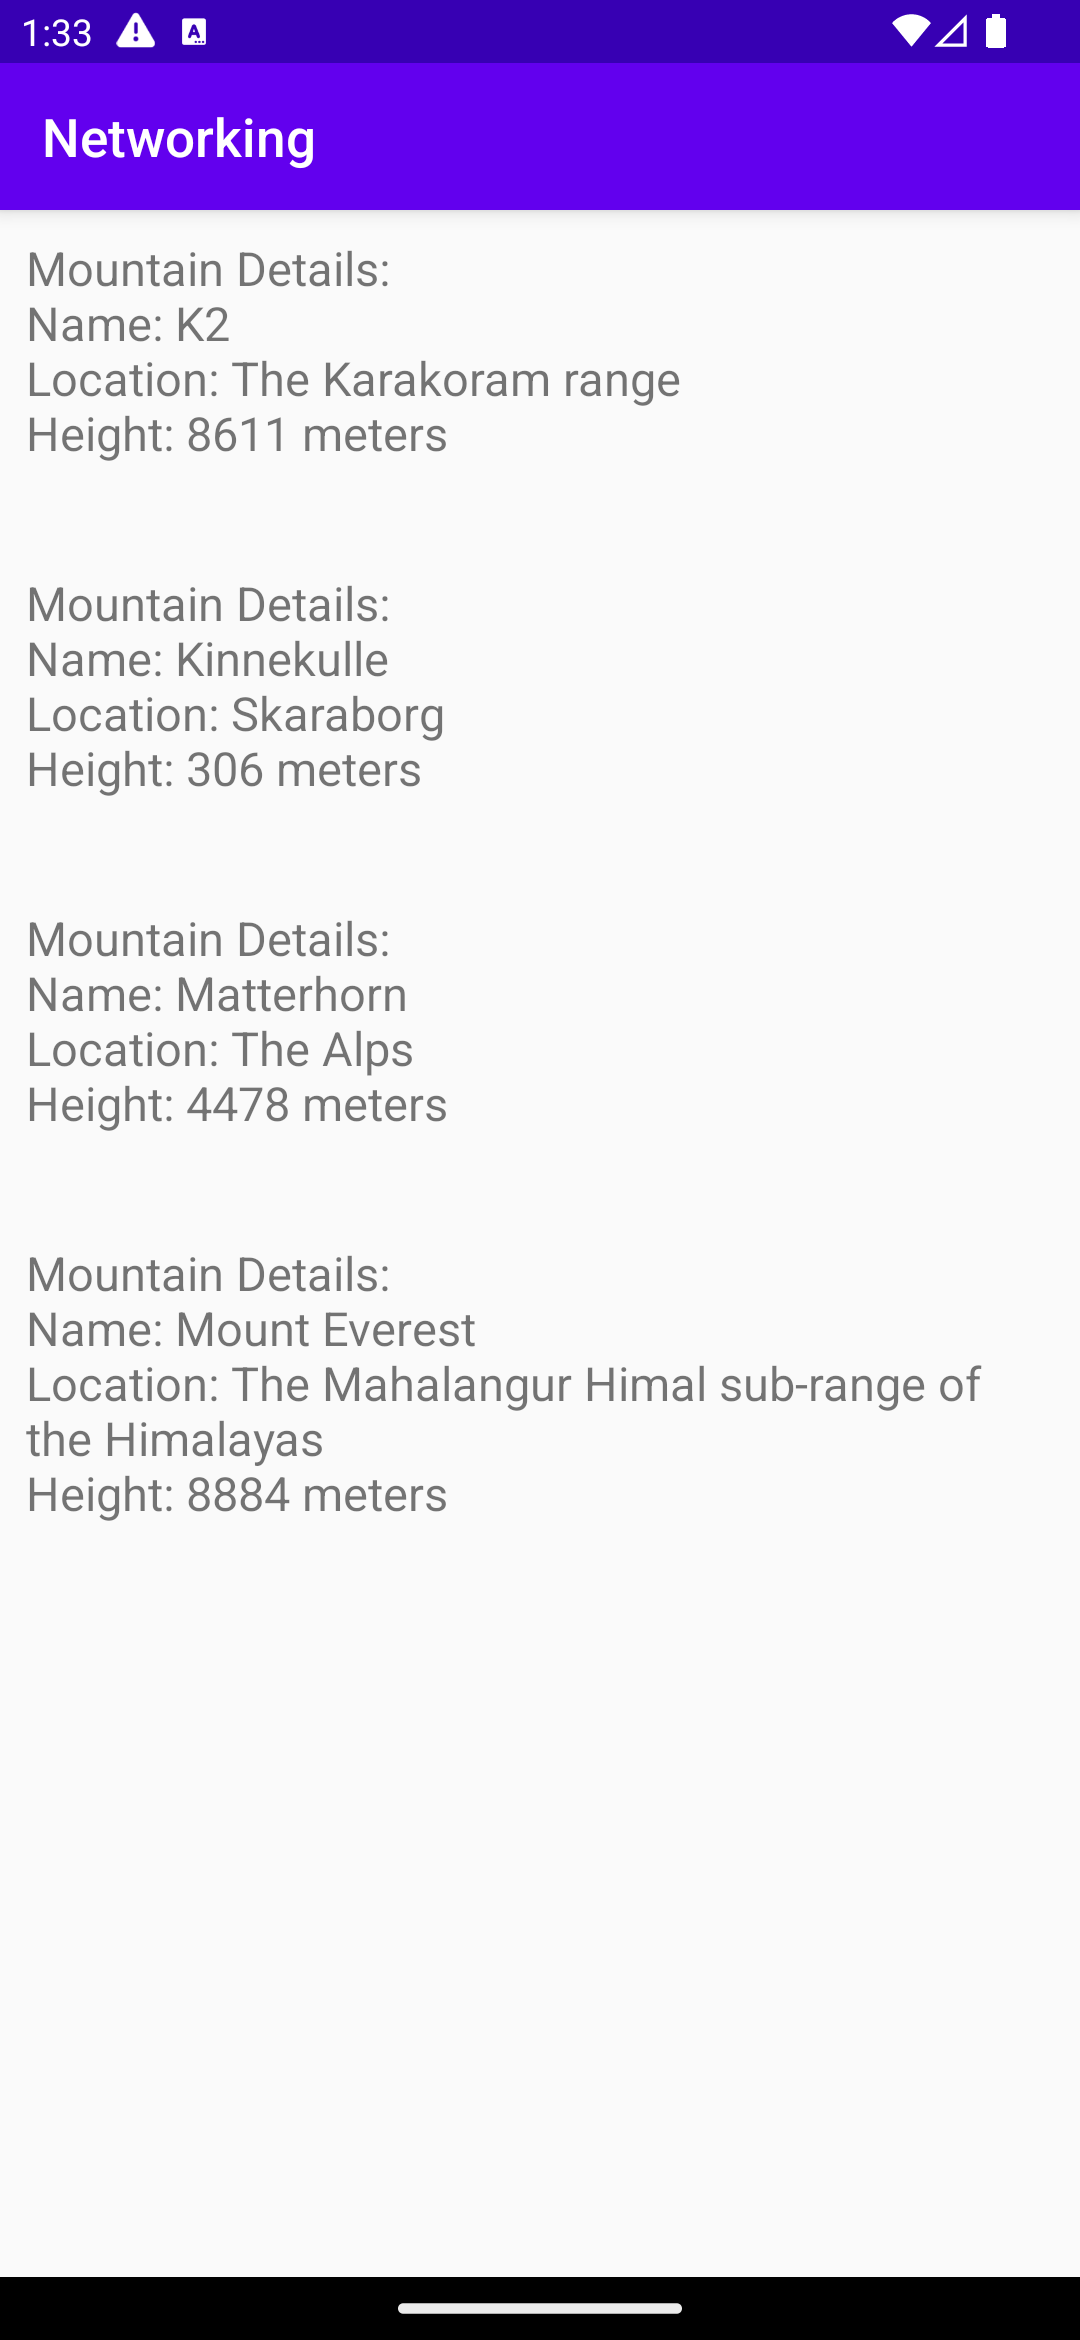 1:33
Networking
Mountain Details:
Name: K2
Location: The Karakoram range
Height: 8611 meters
Mountain Details:
Name: Kinnekulle
Location: Skaraborg
Height: 306 meters
Mountain Details:
Name: Matterhorn
Location: The Alps
Height: 4478 meters
Mountain Details:
Name: Mount Everest
Location: The Mahalangur Himal sub-range of
the Himalayas
Height: 8884 meters